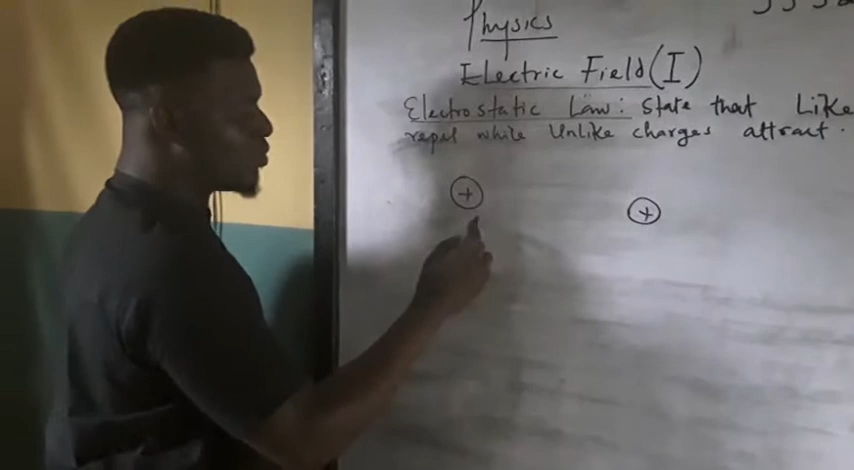 Physics
Electric Field (I)
Electrostatic Law: State that Like
repel while Unlike charges attract.
+ +